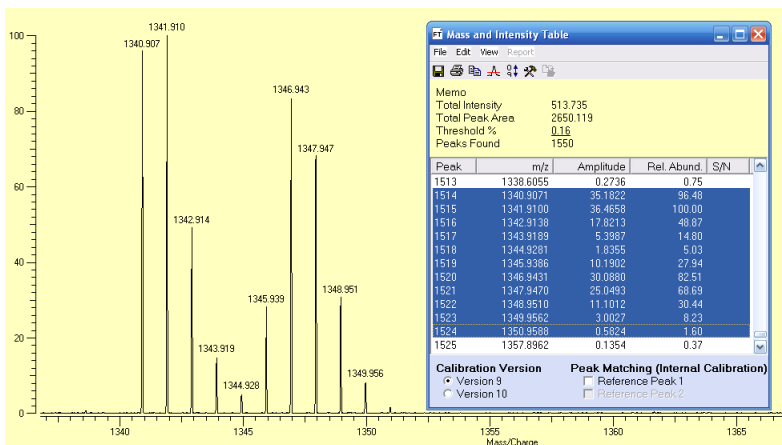 100
80
60
40
20
0
1340.907
1341.910
1342.914
1343.919
1344.928
1345.939
1346.943
1347.947
1348.951
1349.956
1340
1345
1350
1355
1360
1365
Mass/Charge
FT Mass and Intensity Table
File Edit View Report
Memo
Total Intensity 513.735
Total Peak Area 2650.119
Threshold % 0.16
Peaks Found 1550
Peak m/z Amplitude Rel. Abund. S/N
1513 1338.6055 0.2736 0.75
1514 1340.9071 35.1822 96.48
1515 1341.9100 36.4658 100.00
1516 1342.9138 17.8213 48.87
1517 1343.9189 5.3987 14.80
1518 1344.9281 1.8355 5.03
1519 1345.9386 10.1902 27.94
1520 1346.9431 30.0880 82.51
1521 1347.9470 25.0493 68.69
1522 1348.9510 11.1012 30.44
1523 1349.9562 3.0027 8.23
1524 1350.9588 0.5824 1.60
1525 1357.8962 0.1354 0.37
Calibration Version Peak Matching (Internal Calibration)
Version 9 Reference Peak 1
Version 10 Reference Peak 2